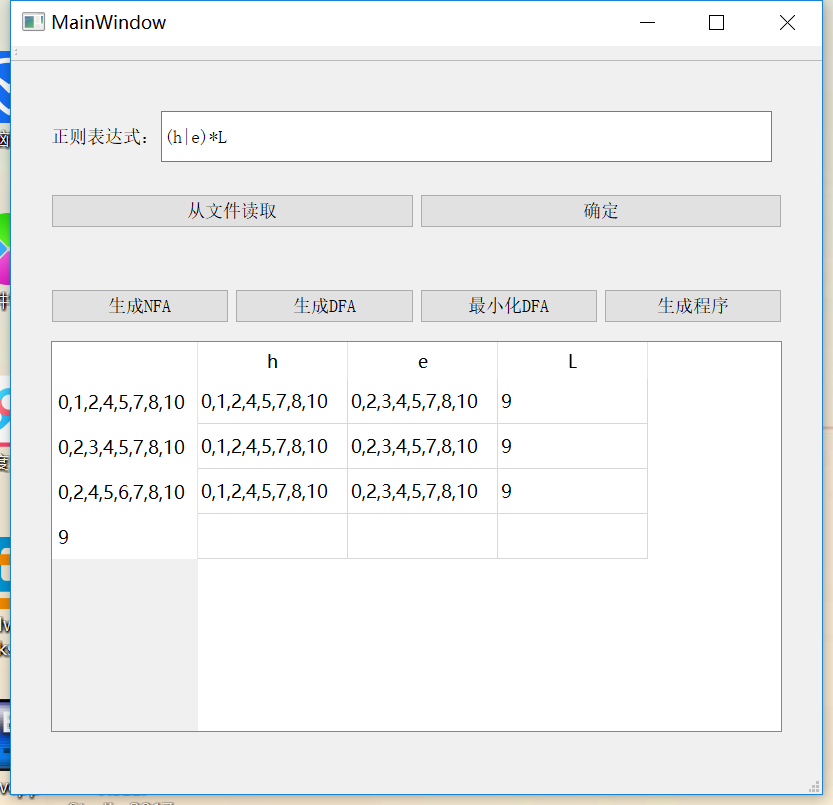 MainWindow
正则表达式: (h|e)*L
从文件读取 确定
生成NFA 生成DFA 最小化DFA 生成程序
h e L
0,1,2,4,5,7,8,10 0,1,2,4,5,7,8,10 0,2,3,4,5,7,8,10 9
0,2,3,4,5,7,8,10 0,1,2,4,5,7,8,10 0,2,3,4,5,7,8,10 9
0,2,4,5,6,7,8,10 0,1,2,4,5,7,8,10 0,2,3,4,5,7,8,10 9
9